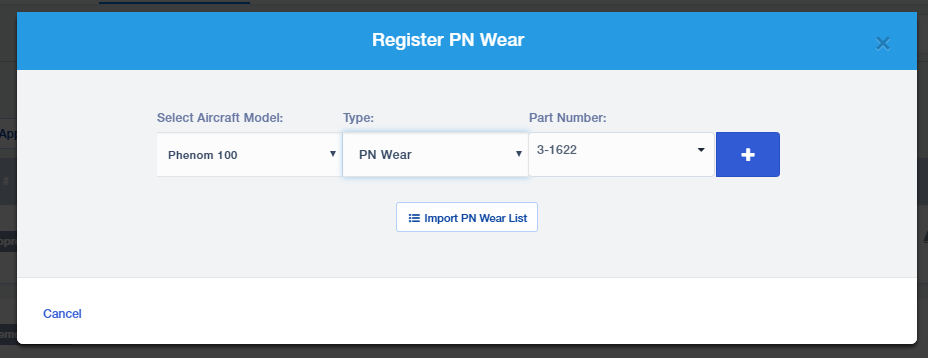 Register PN Wear
×
Select Aircraft Model: Type: Part Number:
Phenom 100 PN Wear 3-1622 +
Import PN Wear List
Cancel